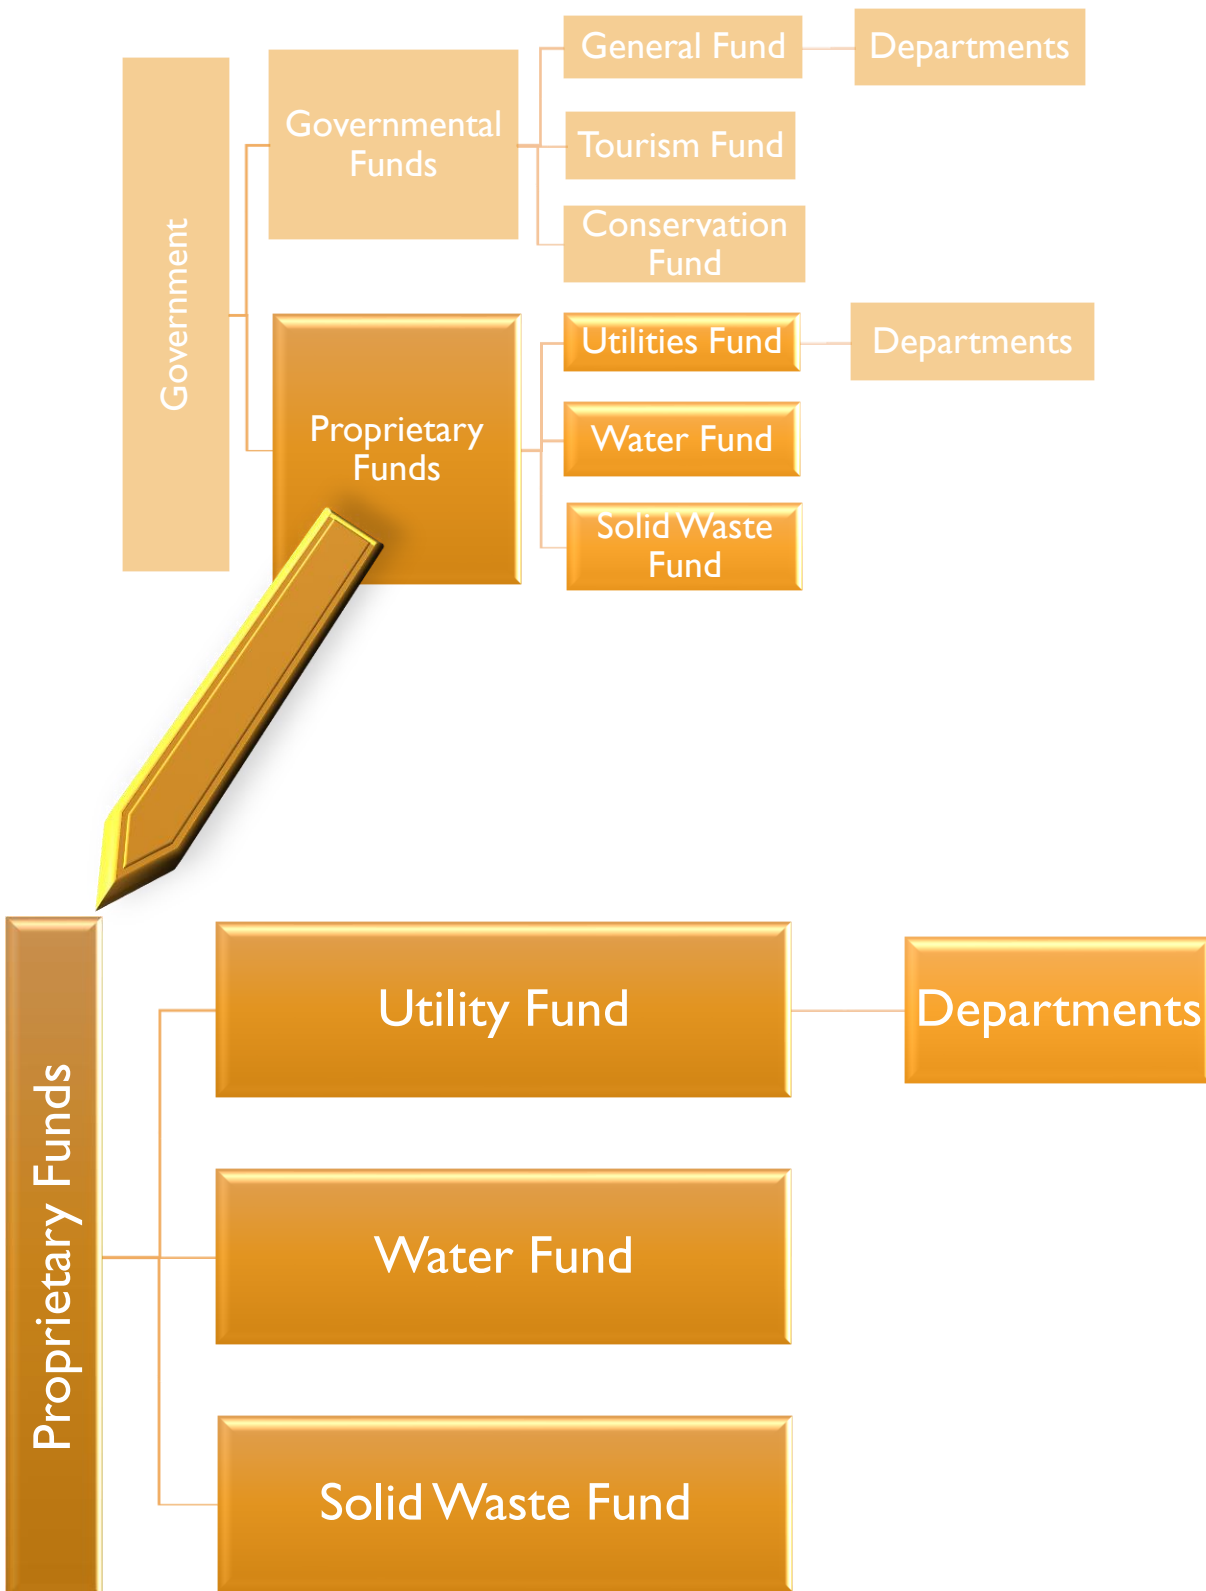 General Fund
Departments
Governmental
Funds
Tourism Fund
Conservation
Fund
Government
Utilities Fund
Departments
Proprietary
Funds
Water Fund
Solid Waste
Fund
Proprietary Funds
Utility Fund
Departments
Water Fund
Solid Waste Fund